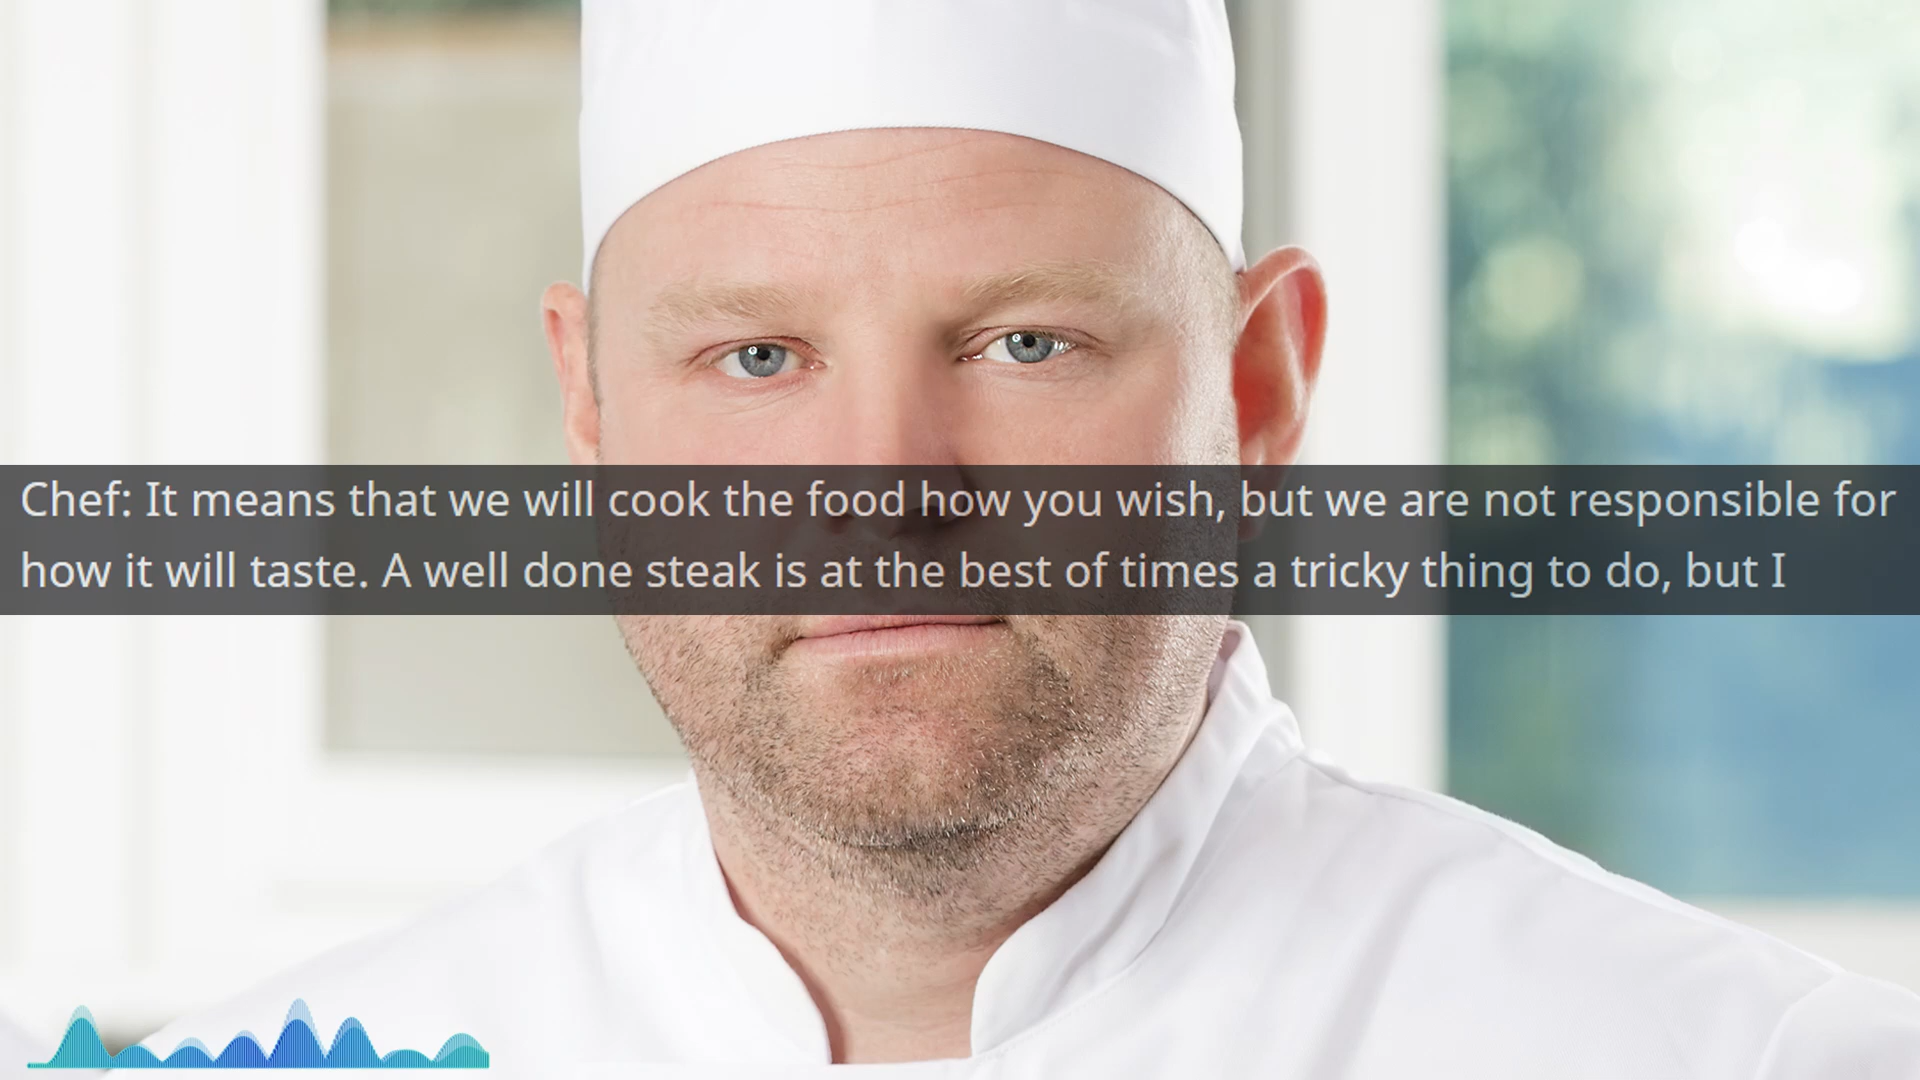 Chef: It means that we will cook the food how you wish, but we are not responsible for
how it will taste. A well done steak is at the best of times a tricky thing to do, but I